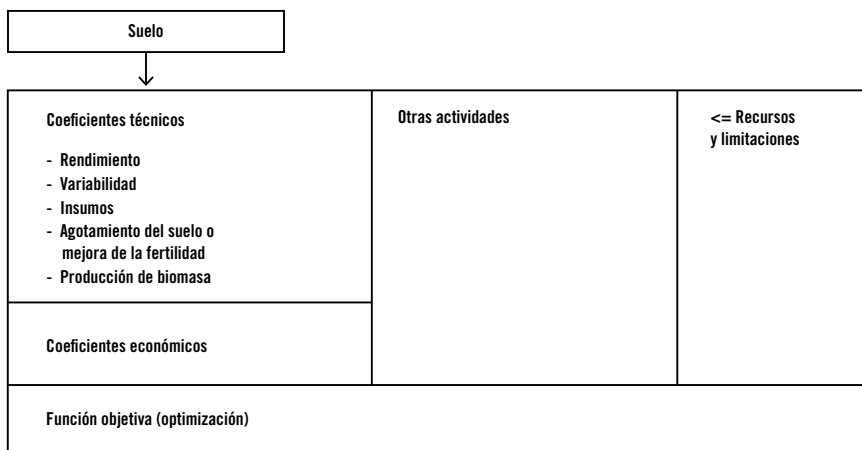 Suelo
Coeficientes técnicos
- Rendimiento
- Variabilidad
- Insumos
- Agotamiento del suelo o
mejora de la fertilidad
- Producción de biomasa
Otras actividades
<= Recursos
y limitaciones
Coeficientes económicos
Función objetiva (optimización)